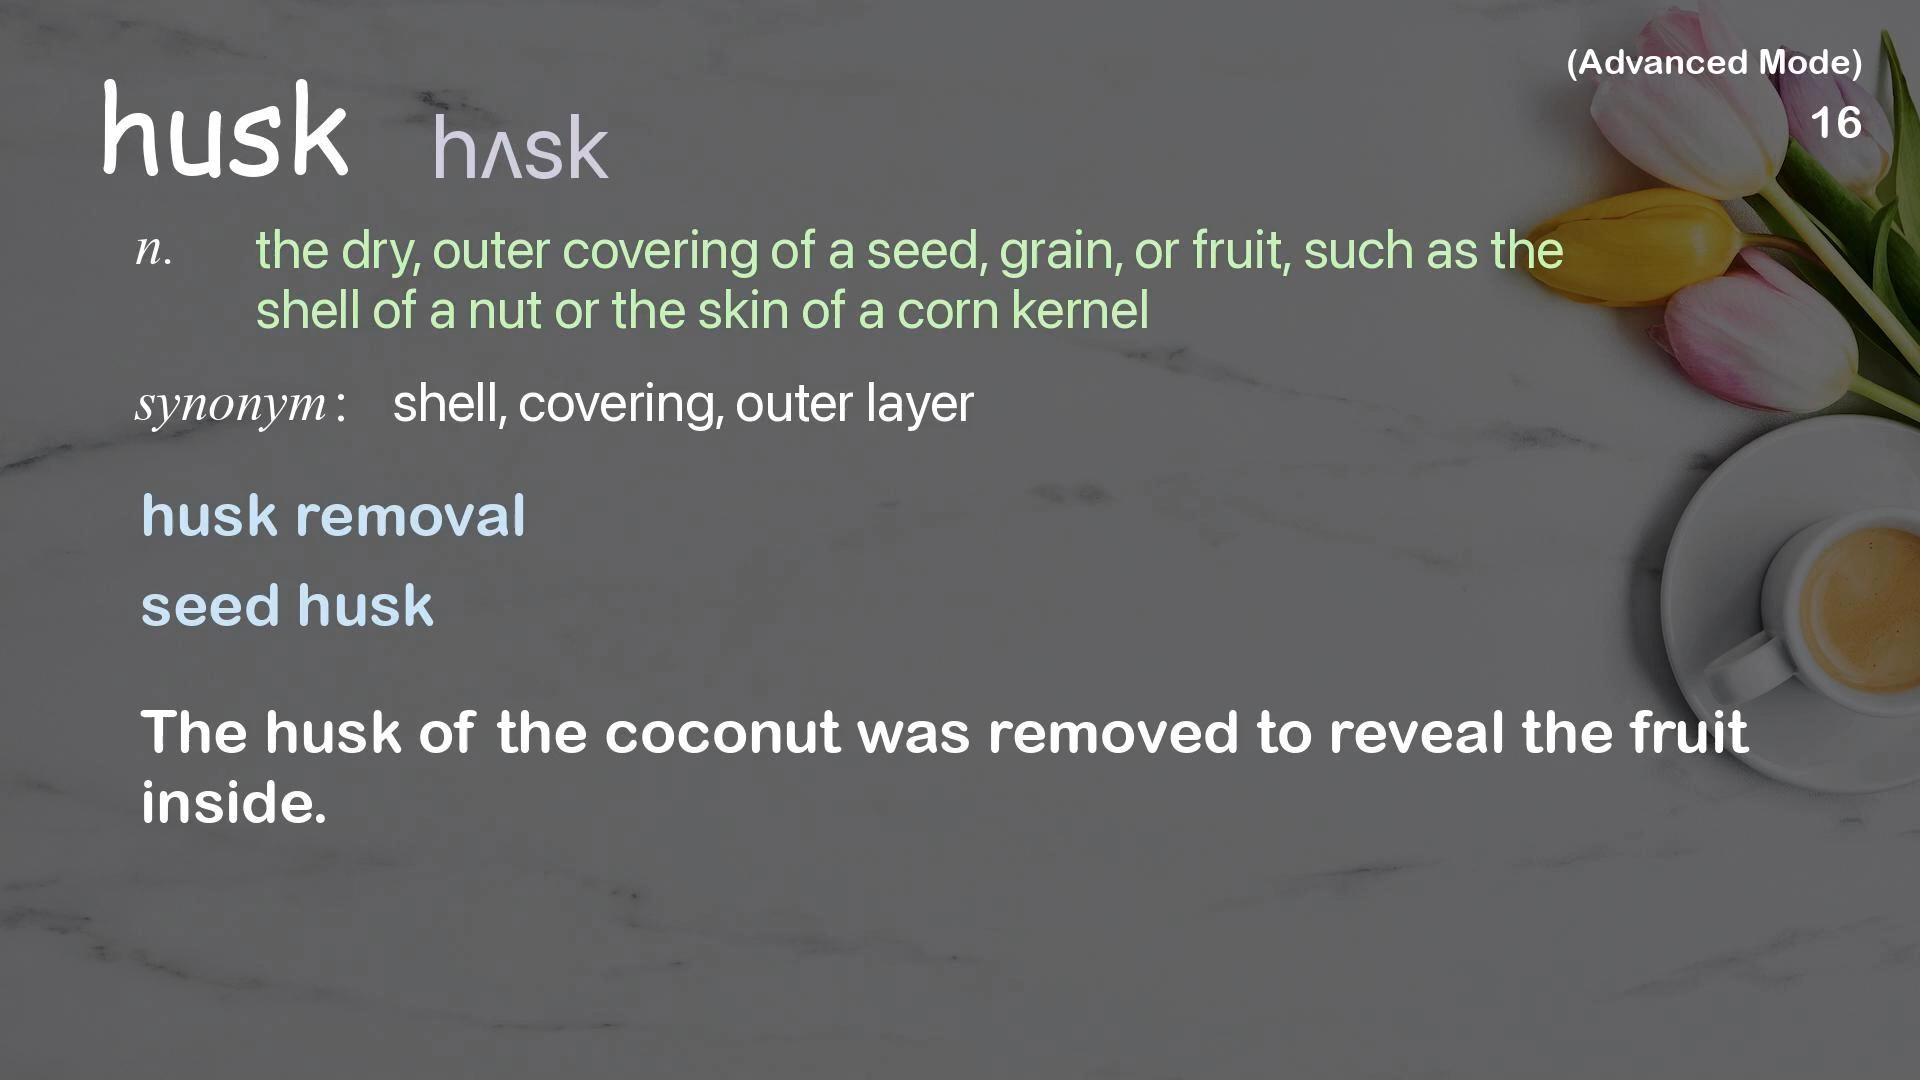 (Advanced Mode)
16
husk hʌsk
n. the dry, outer covering of a seed, grain, or fruit, such as the
shell of a nut or the skin of a corn kernel
synonym: shell, covering, outer layer
husk removal
seed husk
The husk of the coconut was removed to reveal the fruit
inside.